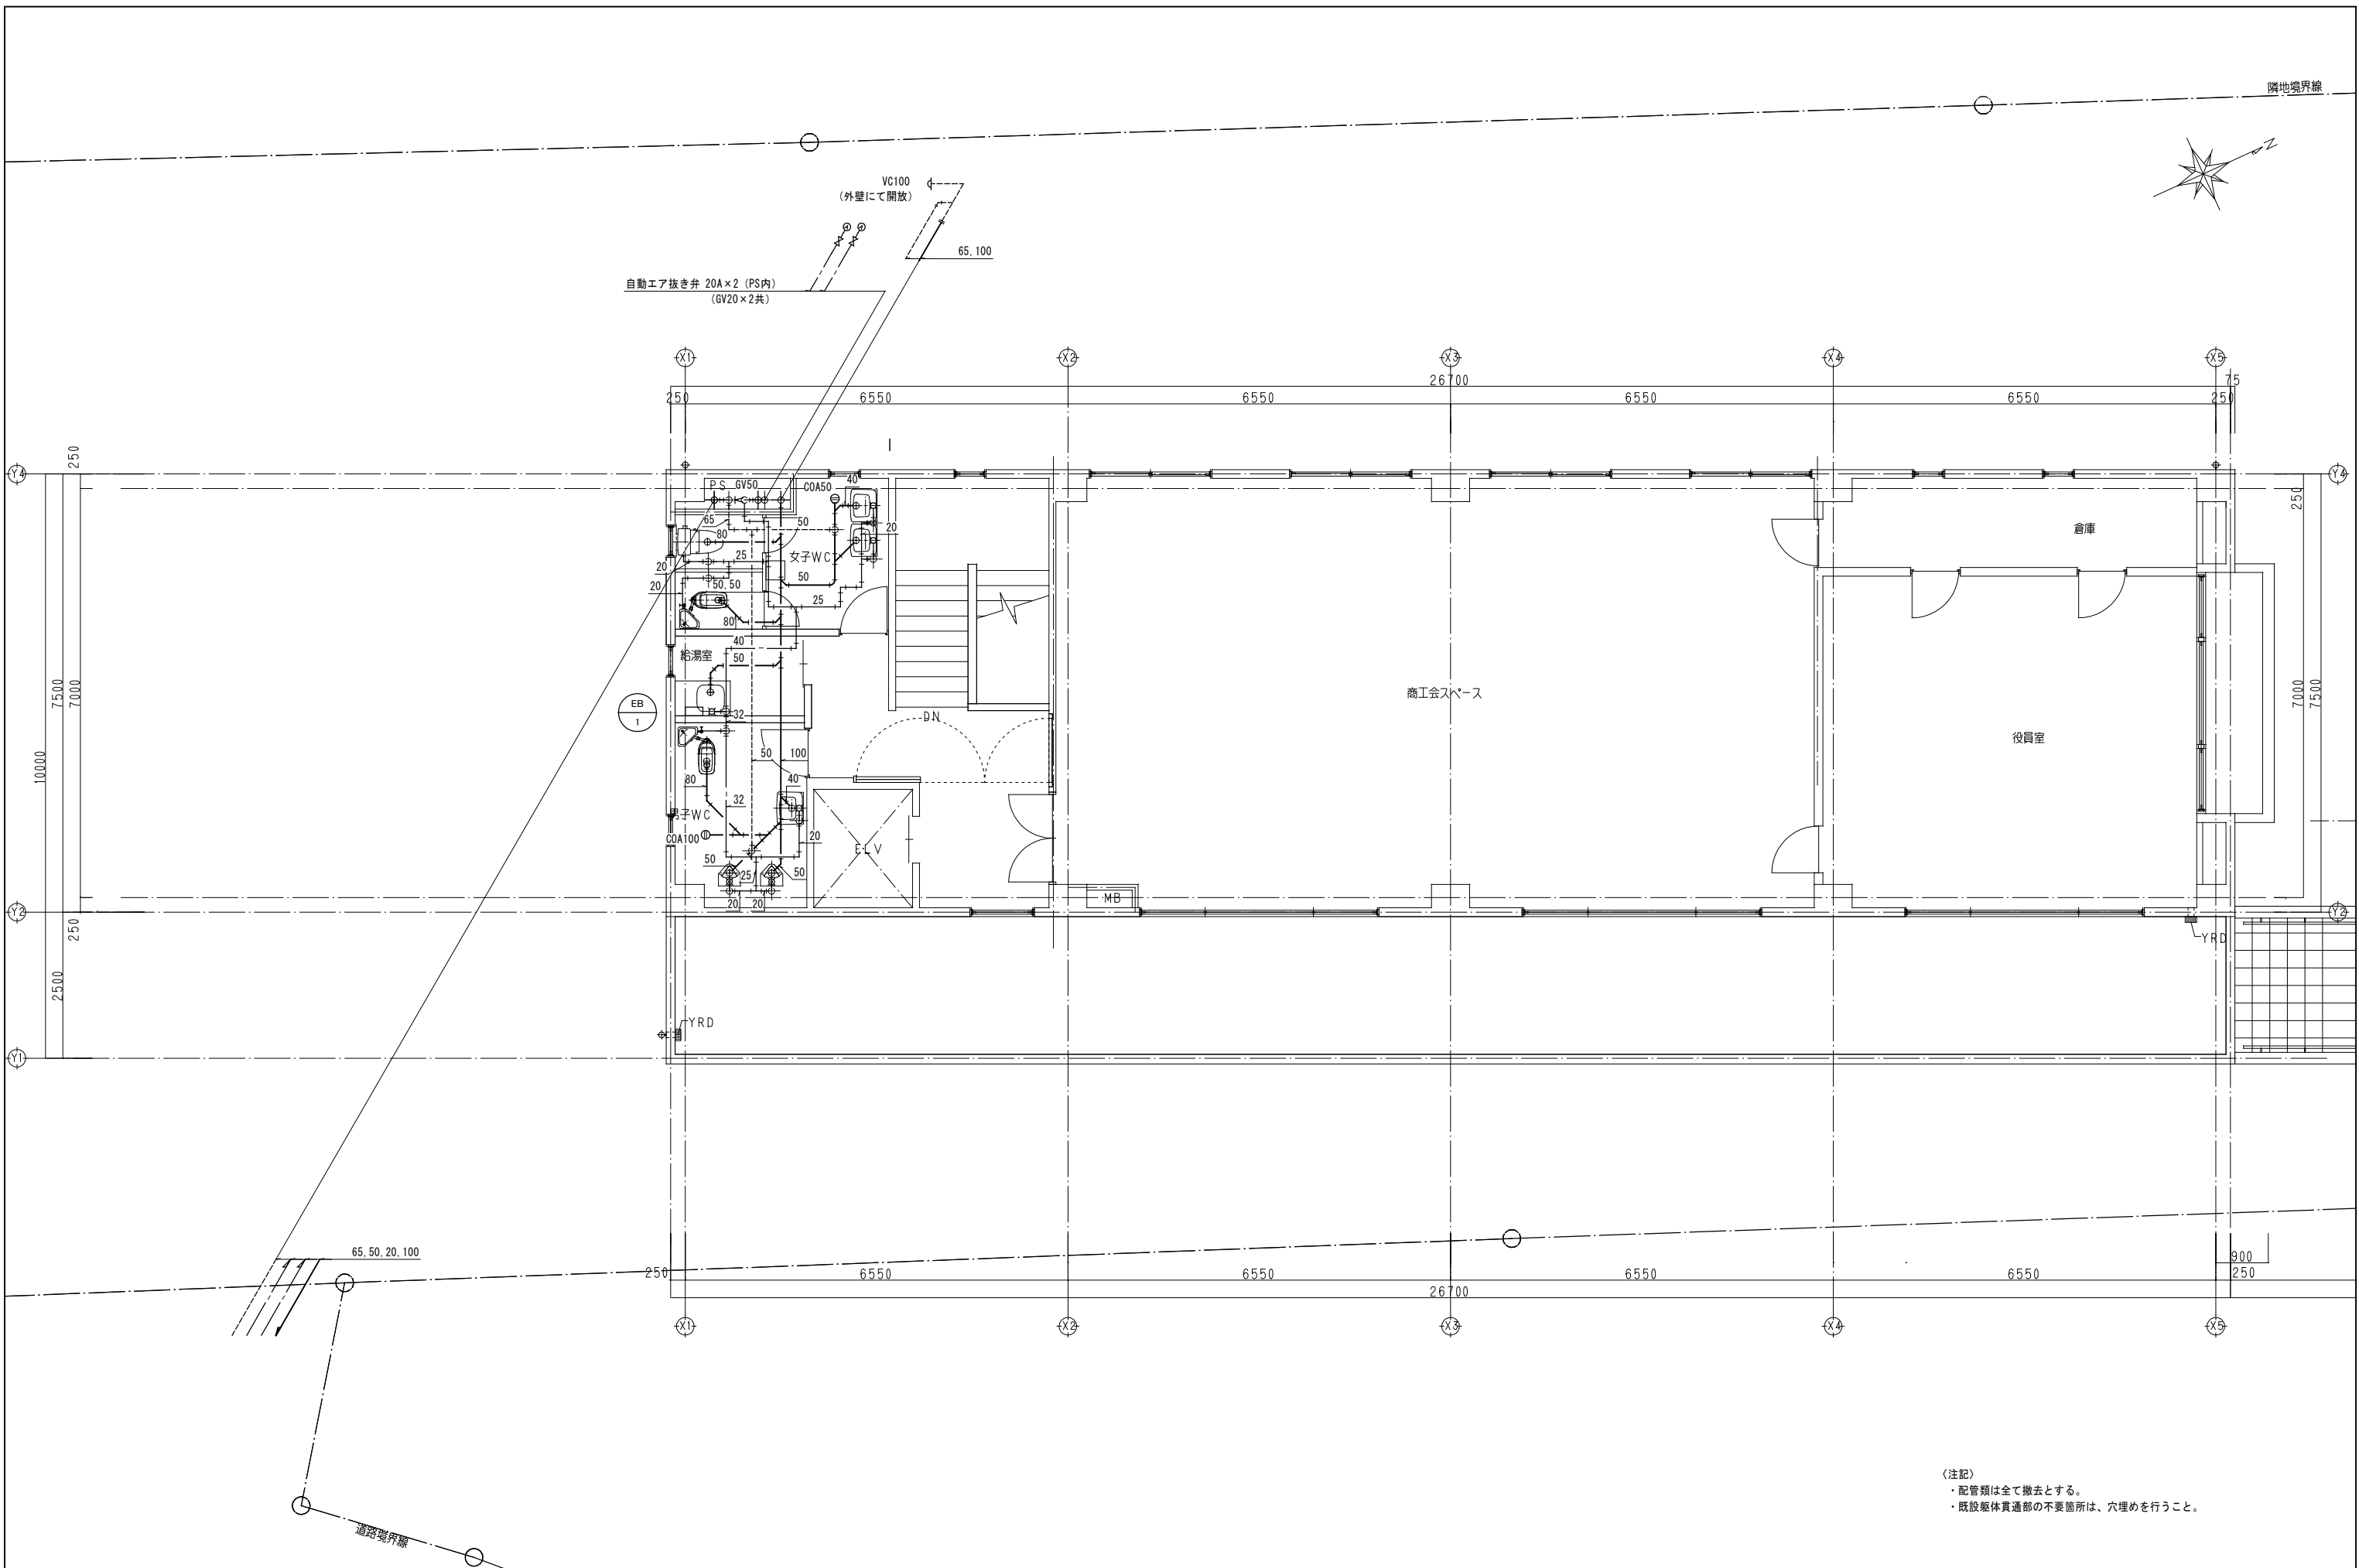 隣地境界線
N
VC100
(外壁にて開放)
65,100
自動エア抜き弁 20A×2 (PS内)
(GV20×2共)
X1
X2
X3
X4
X5
26700
75
250
6550
6550
6550
6550
250
Y4
250
Y4
250
PS
GV50
COA50
40
65
50
20
80
女子WC
25
20
50
20
50,50
25
80
40
給湯室
50
EB
1
32
DN
50
100
80
40
32
男子WC
COA100
20
ELV
50
25
50
20
20
MB
倉庫
商工会スペース
役員室
7500
7000
10000
7000
7500
Y2
250
Y2
2500
YRD
YRD
Y1
65,50,20,100
250
6550
6550
6550
6550
900
250
26700
X1
X2
X3
X4
X5
道路境界線
〈注記〉
・配管類は全て撤去とする。
・既設躯体貫通部の不要箇所は、穴埋めを行うこと。